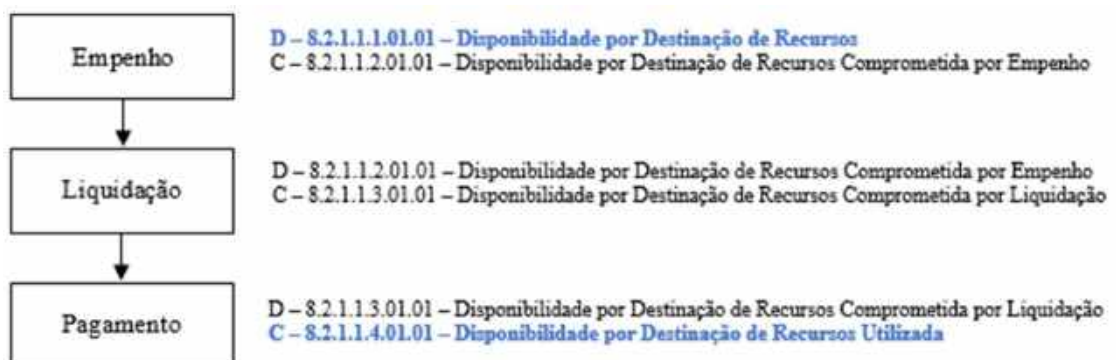 Empenho
D – 8.2.1.1.1.01.01 – Disponibilidade por Destinação de Recursos
C – 8.2.1.1.2.01.01 – Disponibilidade por Destinação de Recursos Comprometida por Empenho
Liquidação
D – 8.2.1.1.2.01.01 – Disponibilidade por Destinação de Recursos Comprometida por Empenho
C – 8.2.1.1.3.01.01 – Disponibilidade por Destinação de Recursos Comprometida por Liquidação
Pagamento
D – 8.2.1.1.3.01.01 – Disponibilidade por Destinação de Recursos Comprometida por Liquidação
C – 8.2.1.1.4.01.01 – Disponibilidade por Destinação de Recursos Utilizada